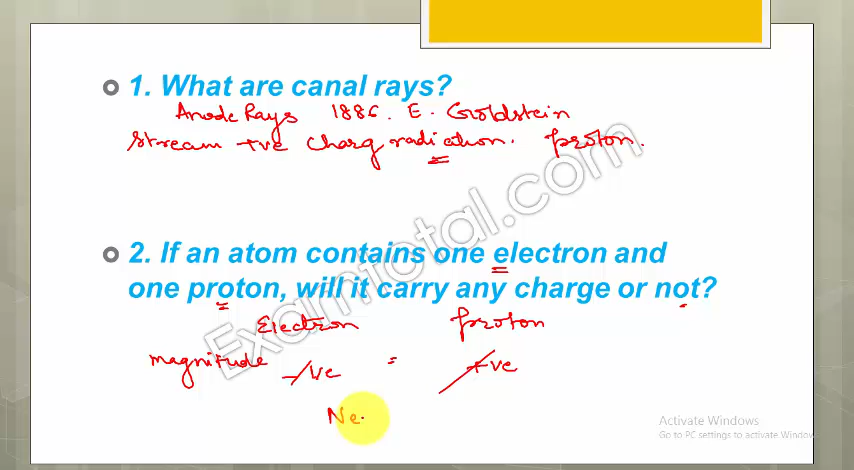 1. What are canal rays?
Anode Rays 1886. E. Goldstein
Stream +ve Charg radiation. Proton.
2. If an atom contains one electron and
one proton, will it carry any charge or not?
Electron Proton
Magnitude -ve = +ve
Ne.
Examtotal.com
Activate Windows
Go to PC settings to activate Window